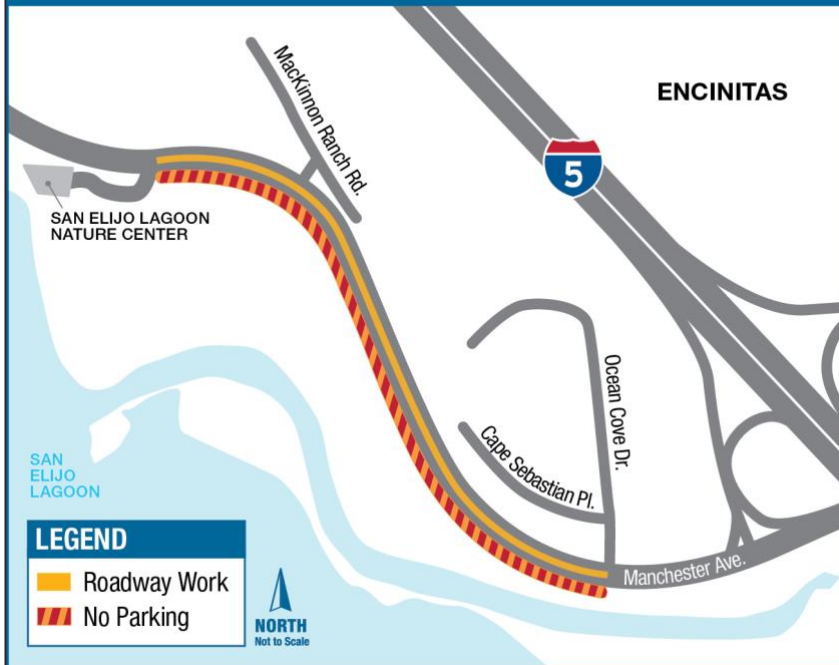 ENCINITAS
MacKinnon Ranch Rd.
5
SAN ELIJO LAGOON
NATURE CENTER
Ocean Cove Dr.
Cape Sebastian Pl.
SAN
ELIJO
LAGOON
Manchester Ave.
LEGEND
Roadway Work
No Parking
NORTH
Not to Scale